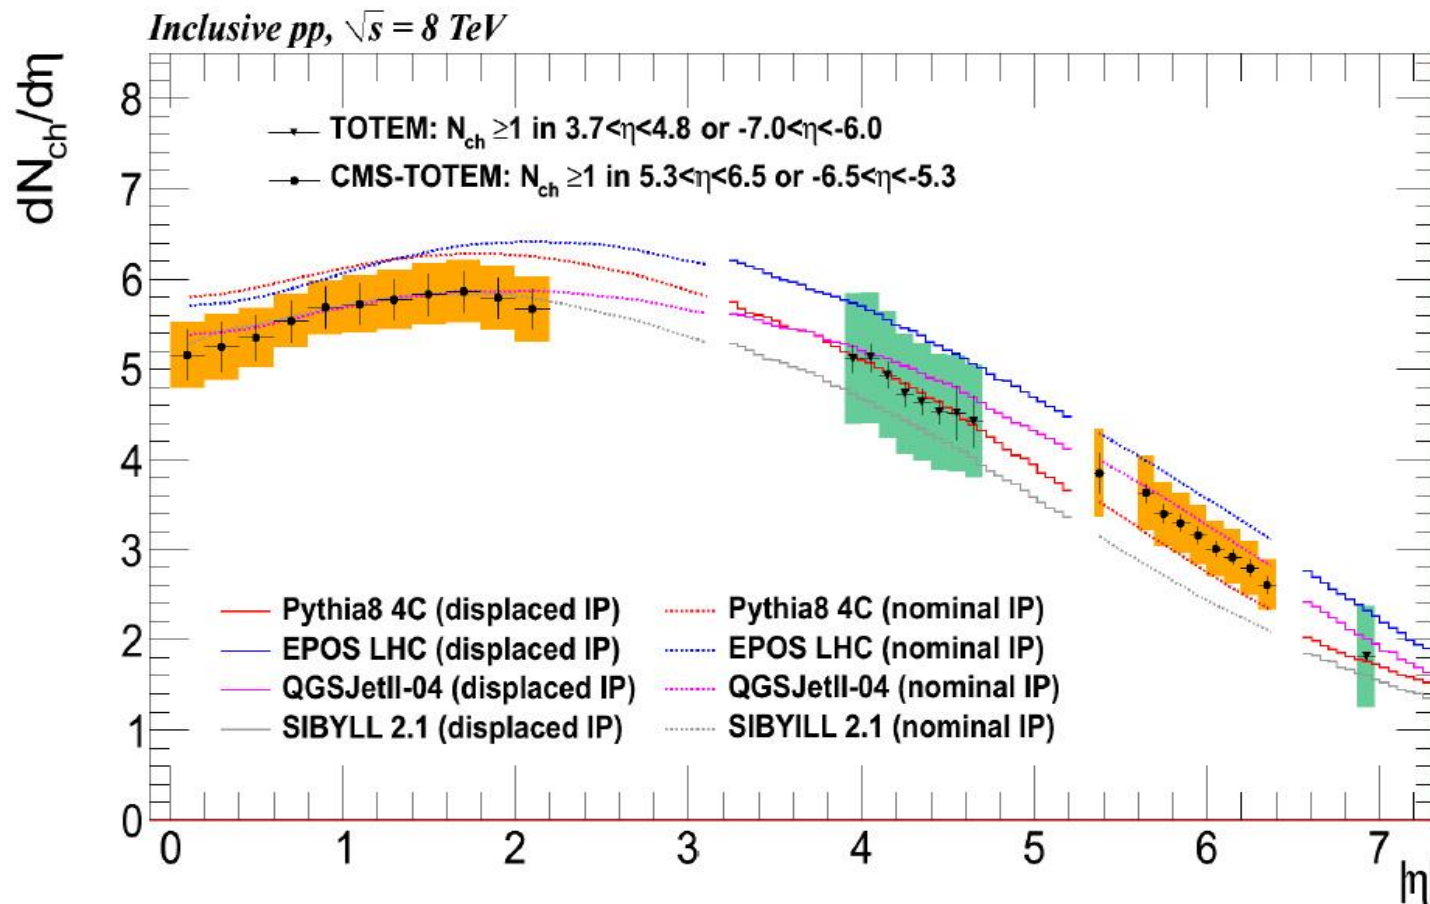 Inclusive pp, √s = 8 TeV
dN_ch/dη
8
7
6
5
4
3
2
1
0
TOTEM: N_ch ≥1 in 3.7<η<4.8 or -7.0<η<-6.0
CMS-TOTEM: N_ch ≥1 in 5.3<η<6.5 or -6.5<η<-5.3
Pythia8 4C (displaced IP)
EPOS LHC (displaced IP)
QGSJetII-04 (displaced IP)
SIBYLL 2.1 (displaced IP)
Pythia8 4C (nominal IP)
EPOS LHC (nominal IP)
QGSJetII-04 (nominal IP)
SIBYILL 2.1 (nominal IP)
0 1 2 3 4 5 6 7
|η